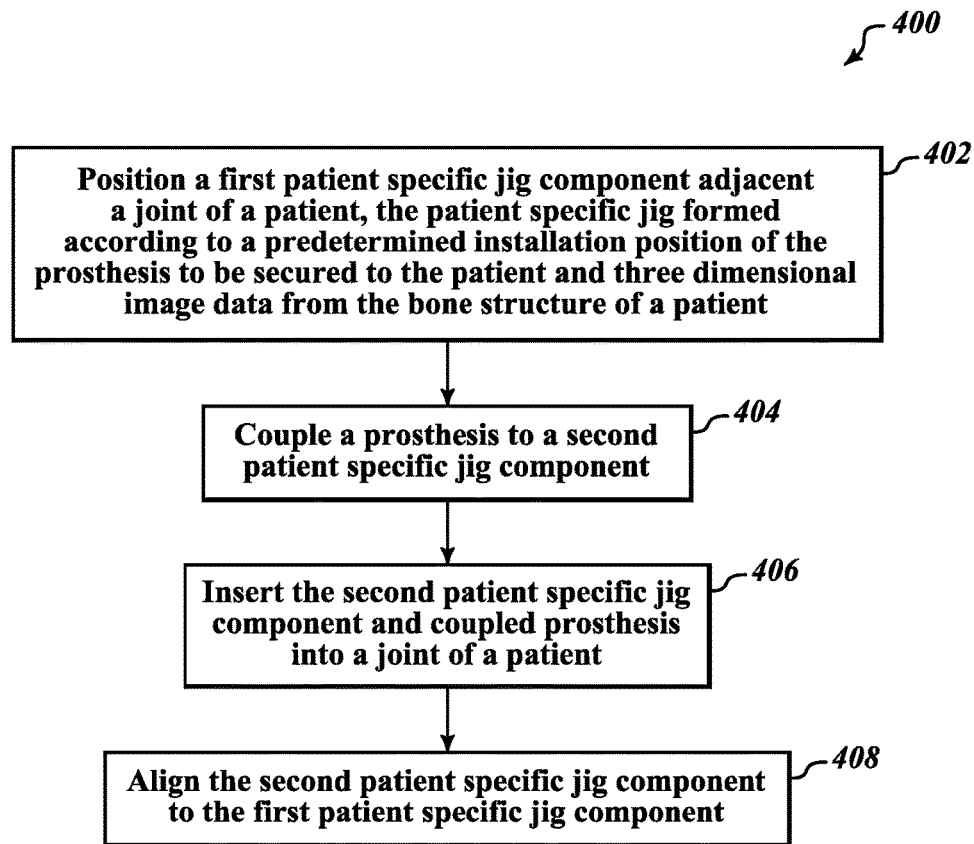 400
402
Position a first patient specific jig component adjacent
a joint of a patient, the patient specific jig formed
according to a predetermined installation position of the
prosthesis to be secured to the patient and three dimensional
image data from the bone structure of a patient
404
Couple a prosthesis to a second
patient specific jig component
406
Insert the second patient specific jig
component and coupled prosthesis
into a joint of a patient
408
Align the second patient specific jig component
to the first patient specific jig component